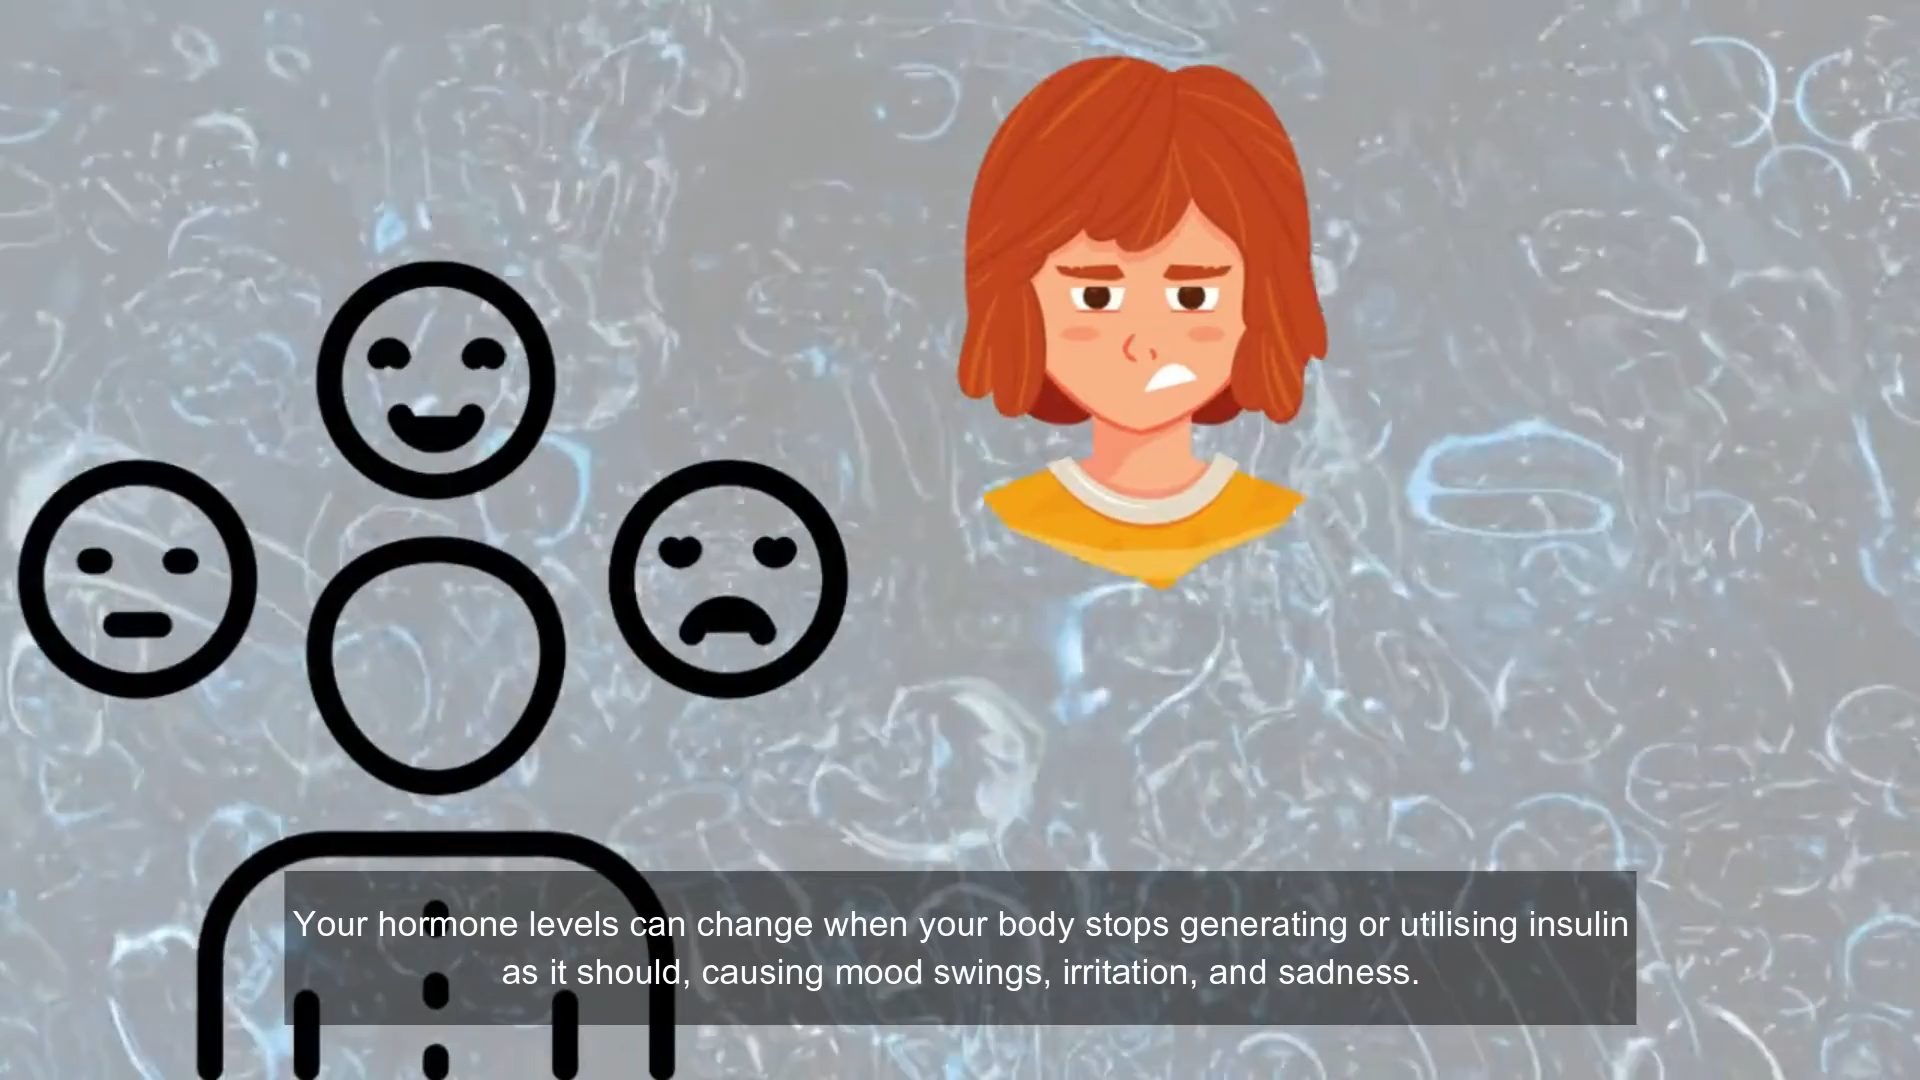 Your hormone levels can change when your body stops generating or utilising insulin
as it should, causing mood swings, irritation, and sadness.